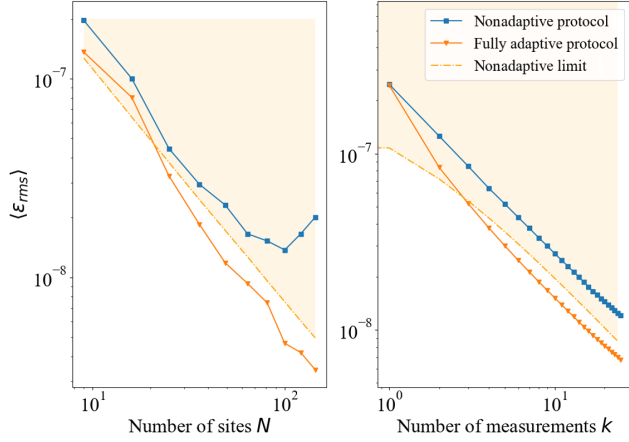 Nonadaptive protocol
Fully adaptive protocol
Nonadaptive limit
10⁻⁷
10⁻⁸
10⁻⁷
10⁻⁸
⟨ε_rms⟩
10¹ 10²
10⁰ 10¹
Number of sites N
Number of measurements k